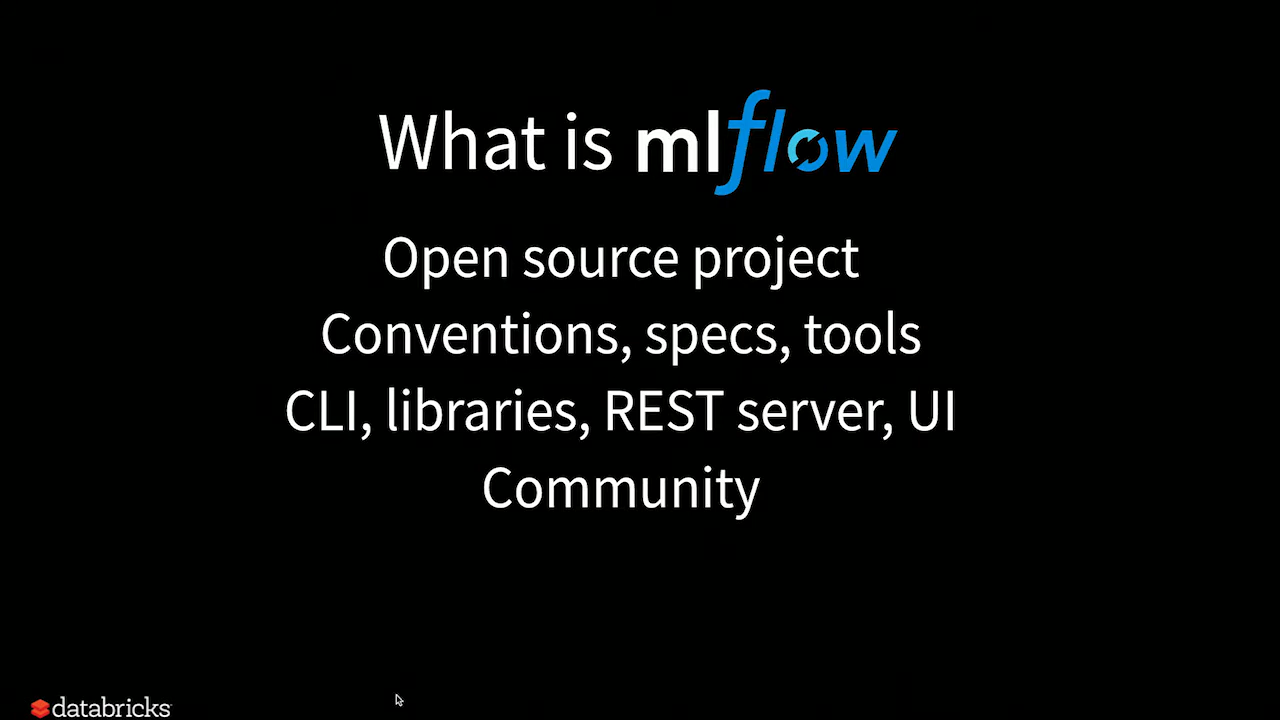 What is mlflow
Open source project
Conventions, specs, tools
CLI, libraries, REST server, UI
Community
databricks